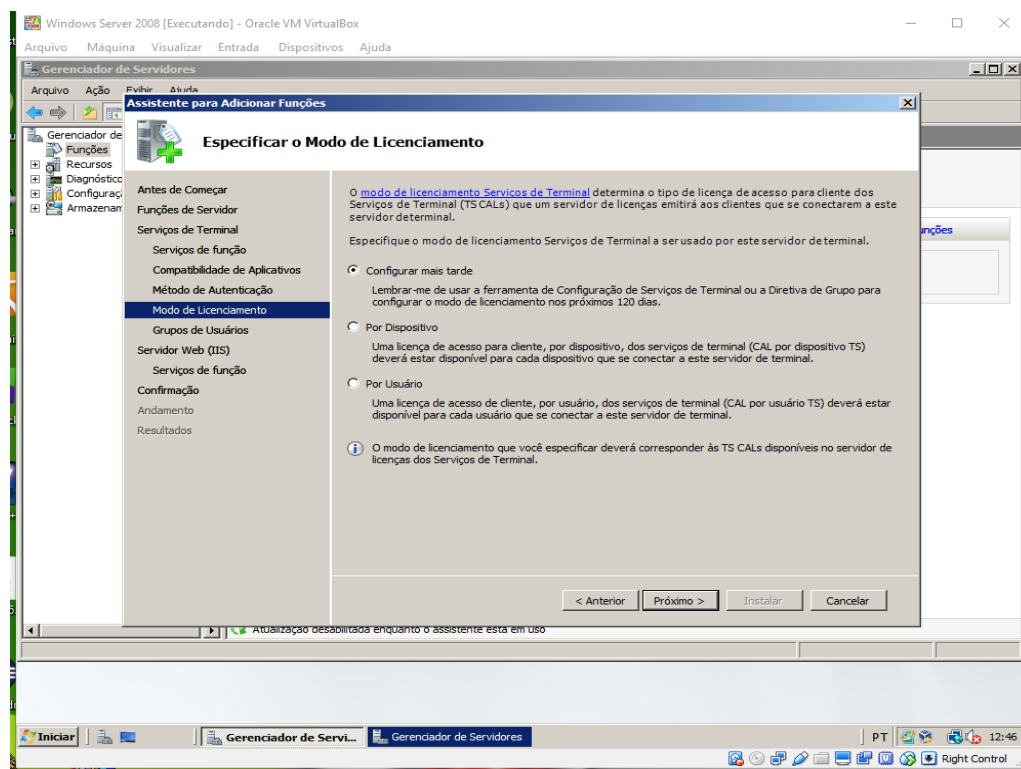 Windows Server 2008 [Executando] - Oracle VM VirtualBox
Arquivo Máquina Visualizar Entrada Dispositivos Ajuda
Gerenciador de Servidores
Arquivo Ação Exibir Ajuda
Assistente para Adicionar Funções
Especificar o Modo de Licenciamento
Gerenciador de
Funções
Recursos
Diagnóstico
Configuraç
Armazenam
Antes de Começar
Funções de Servidor
Serviços de Terminal
Serviços de função
Compatibilidade de Aplicativos
Método de Autenticação
Modo de Licenciamento
Grupos de Usuários
Servidor Web (IIS)
Serviços de função
Confirmação
Andamento
Resultados
O modo de licenciamento Serviços de Terminal determina o tipo de licença de acesso para cliente dos
Serviços de Terminal (TS CALs) que um servidor de licenças emitirá aos clientes que se conectarem a este
servidor determinal.
Especifique o modo de licenciamento Serviços de Terminal a ser usado por este servidor de terminal.
Configurar mais tarde
Lembrar-me de usar a ferramenta de Configuração de Serviços de Terminal ou a Diretiva de Grupo para
configurar o modo de licenciamento nos próximos 120 dias.
Por Dispositivo
Uma licença de acesso para cliente, por dispositivo, dos serviços de terminal (CAL por dispositivo TS)
deverá estar disponível para cada dispositivo que se conectar a este servidor de terminal.
Por Usuário
Uma licença de acesso de cliente, por usuário, dos serviços de terminal (CAL por usuário TS) deverá estar
disponível para cada usuário que se conectar a este servidor de terminal.
O modo de licenciamento que você especificar deverá corresponder às TS CALs disponíveis no servidor de
licenças dos Serviços de Terminal.
unções
< Anterior Próximo > Instalar Cancelar
Atualização desabilitada enquanto o assistente está em uso
Iniciar Gerenciador de Servi... Gerenciador de Servidores PT 12:46
Right Control